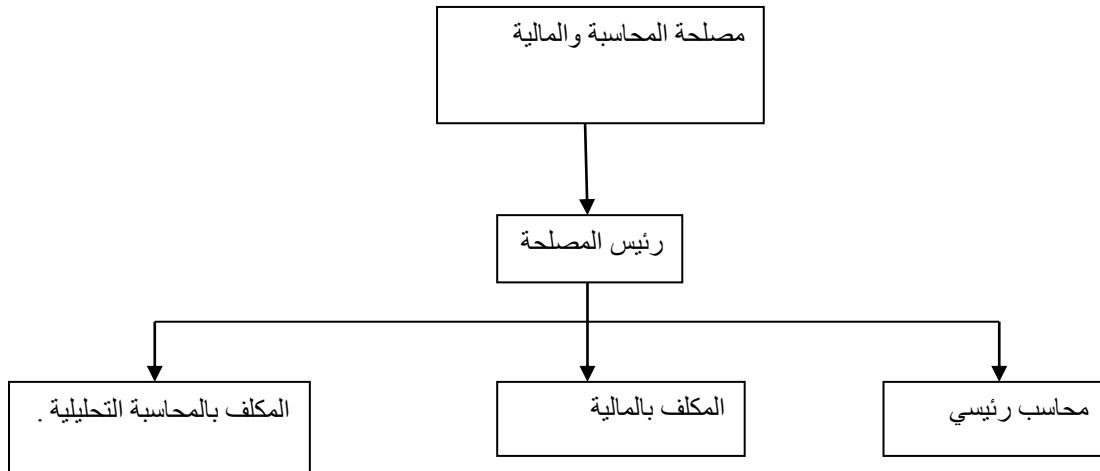 مصلحة المحاسبة والمالية
رئيس المصلحة
محاسب رئيسي
المكلف بالمالية
المكلف بالمحاسبة التحليلية .